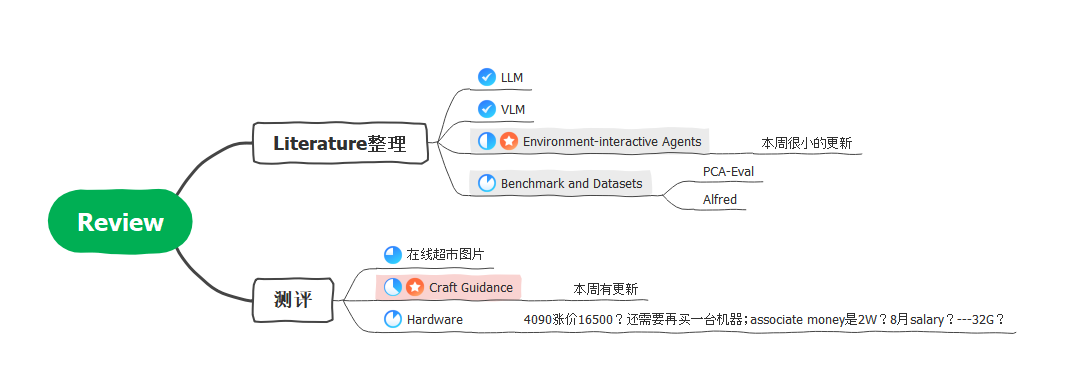 Review
Literature整理
LLM
VLM
Environment-interactive Agents
本周很小的更新
Benchmark and Datasets
PCA-Eval
Alfred
测评
在线超市图片
Craft Guidance
本周有更新
Hardware
4090涨价16500？还需要再买一台机器；associate money是2W？8月salary？---32G？